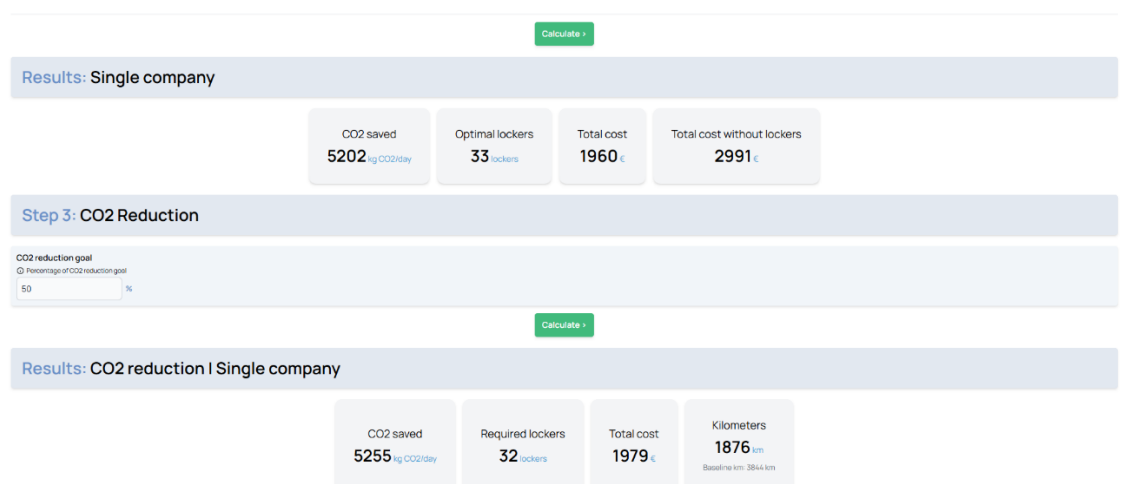 Calculate >
Results: Single company
CO2 saved
5202 kg CO2/day
Optimal lockers
33 lockers
Total cost
1960 €
Total cost without lockers
2991 €
Step 3: CO2 Reduction
CO2 reduction goal
Percentage of CO2 reduction goal
50 %
Calculate >
Results: CO2 reduction | Single company
CO2 saved
5255 kg CO2/day
Required lockers
32 lockers
Total cost
1979 €
Kilometers
1876 km
Baseline km: 3844 km